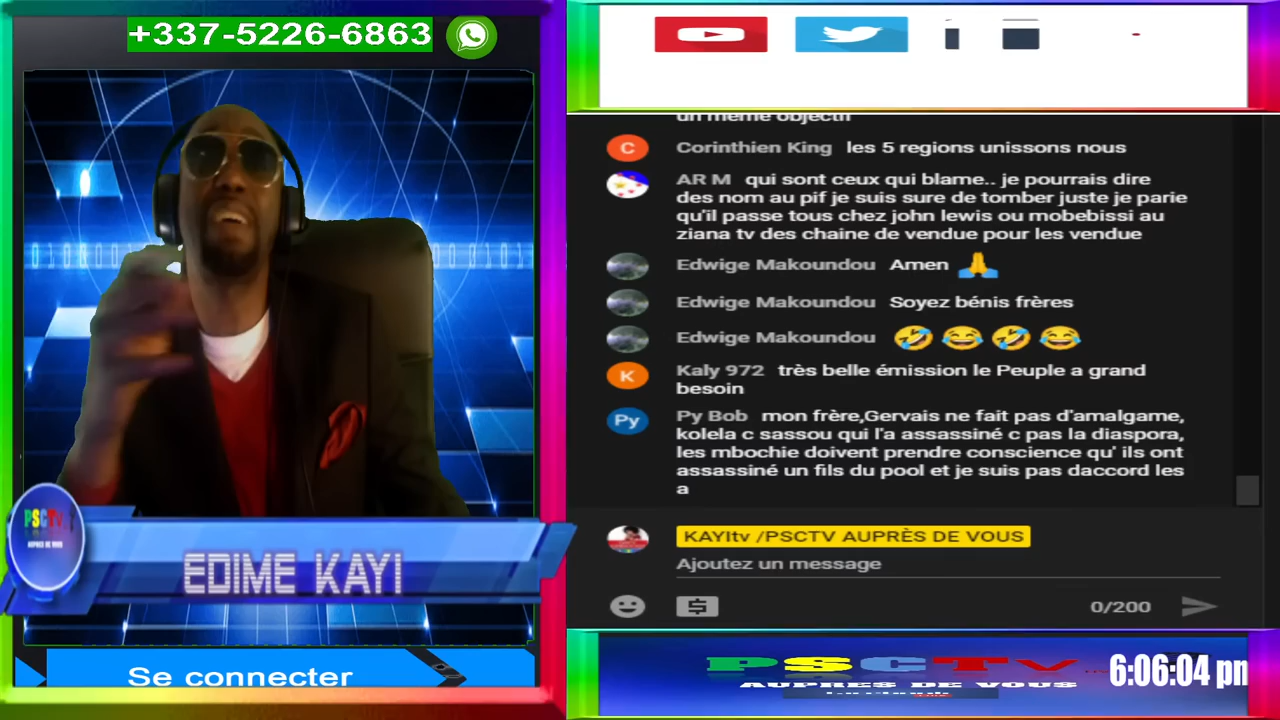 +337-5226-6863
un même objectif
Corinthien King les 5 regions unissons nous
AR M qui sont ceux qui blame.. je pourrais dire
des nom au pif je suis sure de tomber juste je parie
qu'il passe tous chez john lewis ou mobebissi au
ziana tv des chaine de vendue pour les vendue
Edwige Makoundou Amen 🙏
Edwige Makoundou Soyez bénis frères
Edwige Makoundou 🤣😂🤣😂
K Kaly 972 très belle émission le Peuple a grand
besoin
Py Py Bob mon frère,Gervais ne fait pas d'amalgame,
kolela c sassou qui l'a assassiné c pas la diaspora,
les mbochie doivent prendre conscience qu' ils ont
assassiné un fils du pool et je suis pas daccord les
a
KAYItv /PSCTV AUPRÈS DE VOUS
Ajoutez un message
0/200
PSCTV
AUPRES DE VOUS
EDIME KAYI
Se connecter
PSCTV
AUPRES DE VOUS
6:06:04 pm